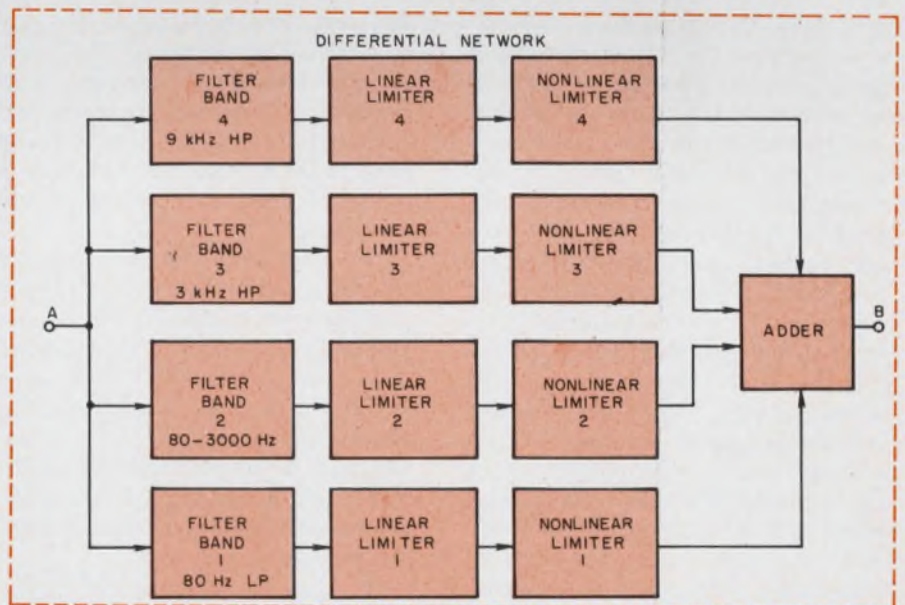 DIFFERENTIAL NETWORK
FILTER
BAND
4
9 kHz HP
LINEAR
LIMITER
4
NONLINEAR
LIMITER
4
FILTER
BAND
3
3 kHz HP
LINEAR
LIMITER
3
NONLINEAR
LIMITER
3
A
ADDER
B
FILTER
BAND
2
80-3000 Hz
LINEAR
LIMITER
2
NONLINEAR
LIMITER
2
FILTER
BAND
1
80 Hz LP
LINEAR
LIMITER
1
NONLINEAR
LIMITER
1